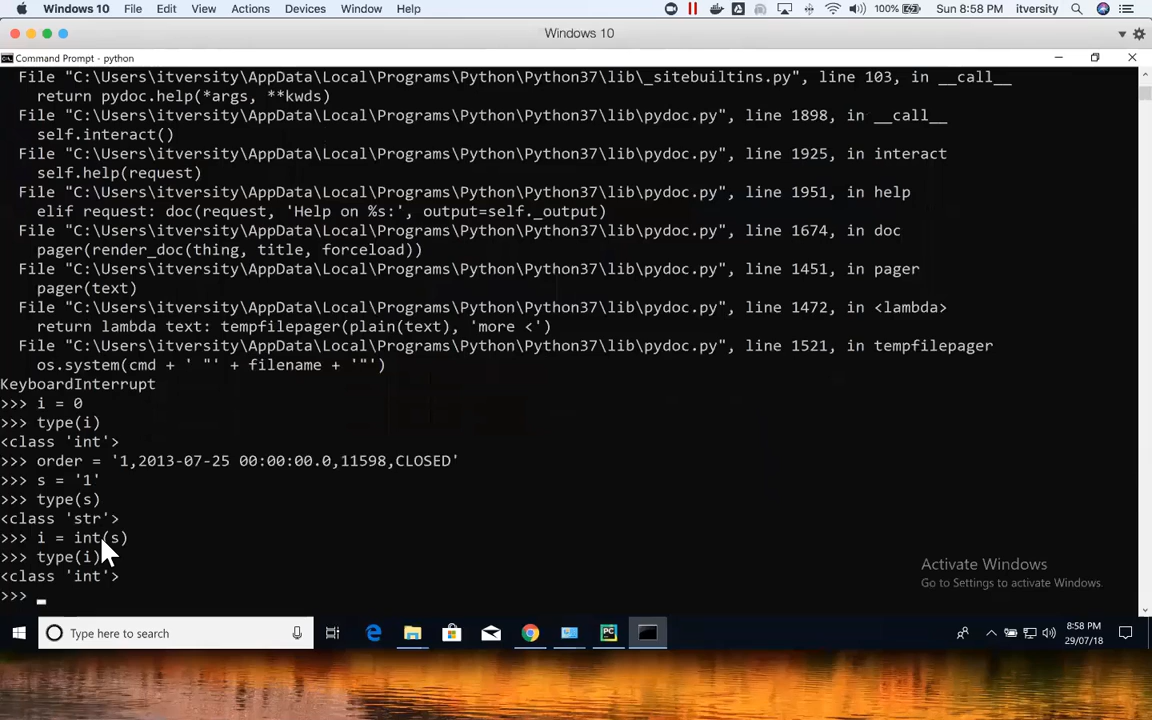 Windows 10 File Edit View Actions Devices Window Help 100% Sun 8:58 PM itversity
Windows 10
Command Prompt - python
File "C:\Users\itversity\AppData\Local\Programs\Python\Python37\lib\_sitebuiltins.py", line 103, in __call__
return pydoc.help(*args, **kwds)
File "C:\Users\itversity\AppData\Local\Programs\Python\Python37\lib\pydoc.py", line 1898, in __call__
self.interact()
File "C:\Users\itversity\AppData\Local\Programs\Python\Python37\lib\pydoc.py", line 1925, in interact
self.help(request)
File "C:\Users\itversity\AppData\Local\Programs\Python\Python37\lib\pydoc.py", line 1951, in help
elif request: doc(request, 'Help on %s:', output=self._output)
File "C:\Users\itversity\AppData\Local\Programs\Python\Python37\lib\pydoc.py", line 1674, in doc
pager(render_doc(thing, title, forceload))
File "C:\Users\itversity\AppData\Local\Programs\Python\Python37\lib\pydoc.py", line 1451, in pager
pager(text)
File "C:\Users\itversity\AppData\Local\Programs\Python\Python37\lib\pydoc.py", line 1472, in <lambda>
return lambda text: tempfilepager(plain(text), 'more <')
File "C:\Users\itversity\AppData\Local\Programs\Python\Python37\lib\pydoc.py", line 1521, in tempfilepager
os.system(cmd + ' "' + filename + '"')
KeyboardInterrupt
>>> i = 0
>>> type(i)
<class 'int'>
>>> order = '1,2013-07-25 00:00:00.0,11598,CLOSED'
>>> s = '1'
>>> type(s)
<class 'str'>
>>> i = int(s)
>>> type(i)
<class 'int'>
>>> _
Activate Windows
Go to Settings to activate Windows.
Type here to search
PC
8:58 PM
29/07/18